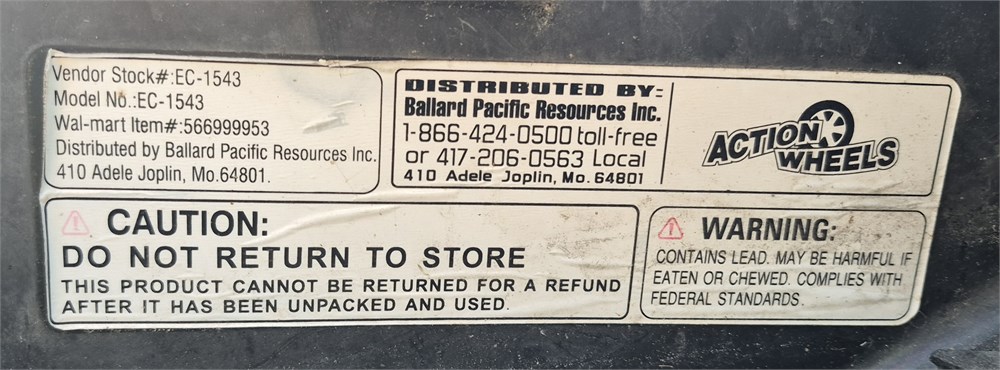 Vendor Stock#:EC-1543
Model No.:EC-1543
Wal-mart Item#:566999953
Distributed by Ballard Pacific Resources Inc.
410 Adele Joplin, Mo.64801.
DISTRIBUTED BY:
Ballard Pacific Resources Inc.
1-866-424-0500 toll-free
or 417-206-0563 Local
410 Adele Joplin, Mo. 64801
ACTION
WHEELS
CAUTION:
DO NOT RETURN TO STORE
THIS PRODUCT CANNOT BE RETURNED FOR A REFUND
AFTER IT HAS BEEN UNPACKED AND USED.
WARNING:
CONTAINS LEAD. MAY BE HARMFUL IF
EATEN OR CHEWED. COMPLIES WITH
FEDERAL STANDARDS.